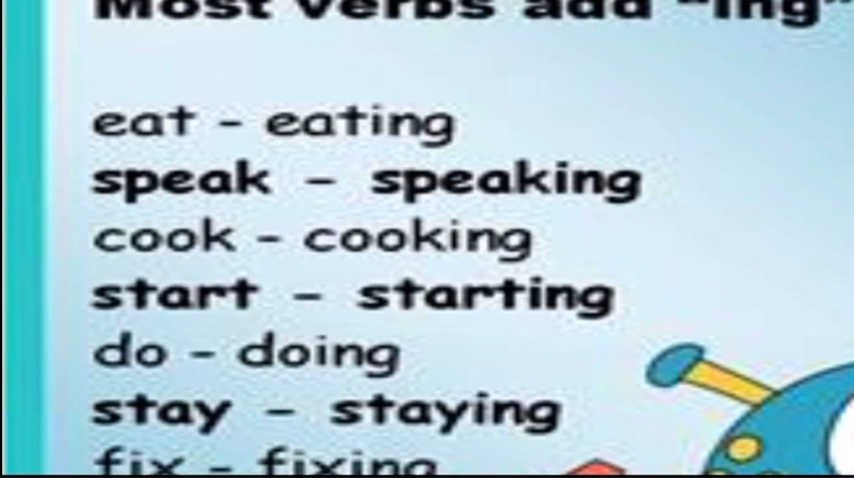 Most verbs add "ing"
eat - eating
speak - speaking
cook - cooking
start - starting
do - doing
stay - staying
fix - fixing